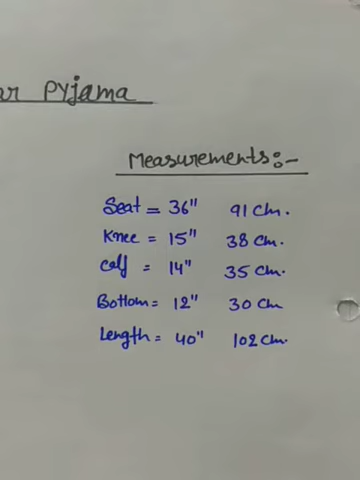 Pyjama
Measurements:-
Seat = 36" 91 Cm.
Knee = 15" 38 Cm.
Calf = 14" 35 Cm.
Bottom = 12" 30 Cm
Length = 40" 102 Cm.